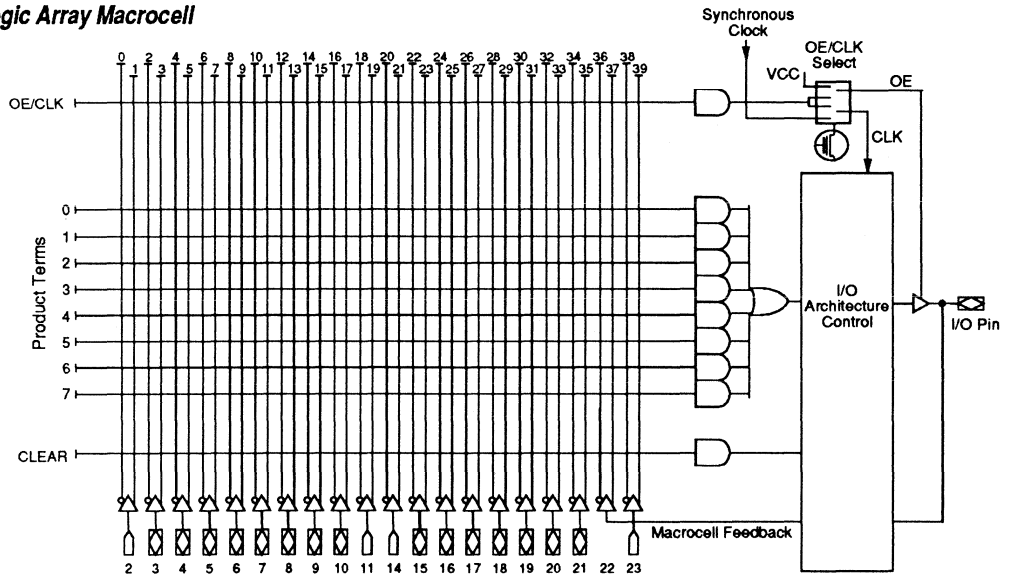 gic Array Macrocell
Synchronous
Clock
OE/CLK
Select
VCC
OE
0 2 4 6 8 10 12 14 16 18 20 22 24 26 28 30 32 34 36 38
1 3 5 7 9 11 13 15 17 19 21 23 25 27 29 31 33 35 37 39
OE/CLK
CLK
Product Terms
0
1
2
3
4
5
6
7
I/O
Architecture
Control
I/O Pin
CLEAR
Macrocell Feedback
2 3 4 5 6 7 8 9 10 11 14 15 16 17 18 19 20 21 22 23